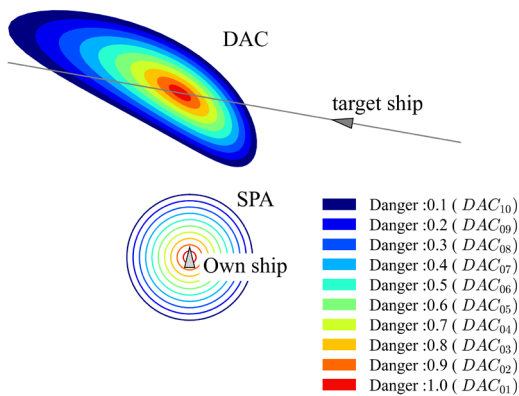 DAC
target ship
SPA
Own ship
Danger :0.1 ( DAC₁₀)
Danger :0.2 ( DAC₀₉)
Danger :0.3 ( DAC₀₈)
Danger :0.4 ( DAC₀₇)
Danger :0.5 ( DAC₀₆)
Danger :0.6 ( DAC₀₅)
Danger :0.7 ( DAC₀₄)
Danger :0.8 ( DAC₀₃)
Danger :0.9 ( DAC₀₂)
Danger :1.0 ( DAC₀₁)